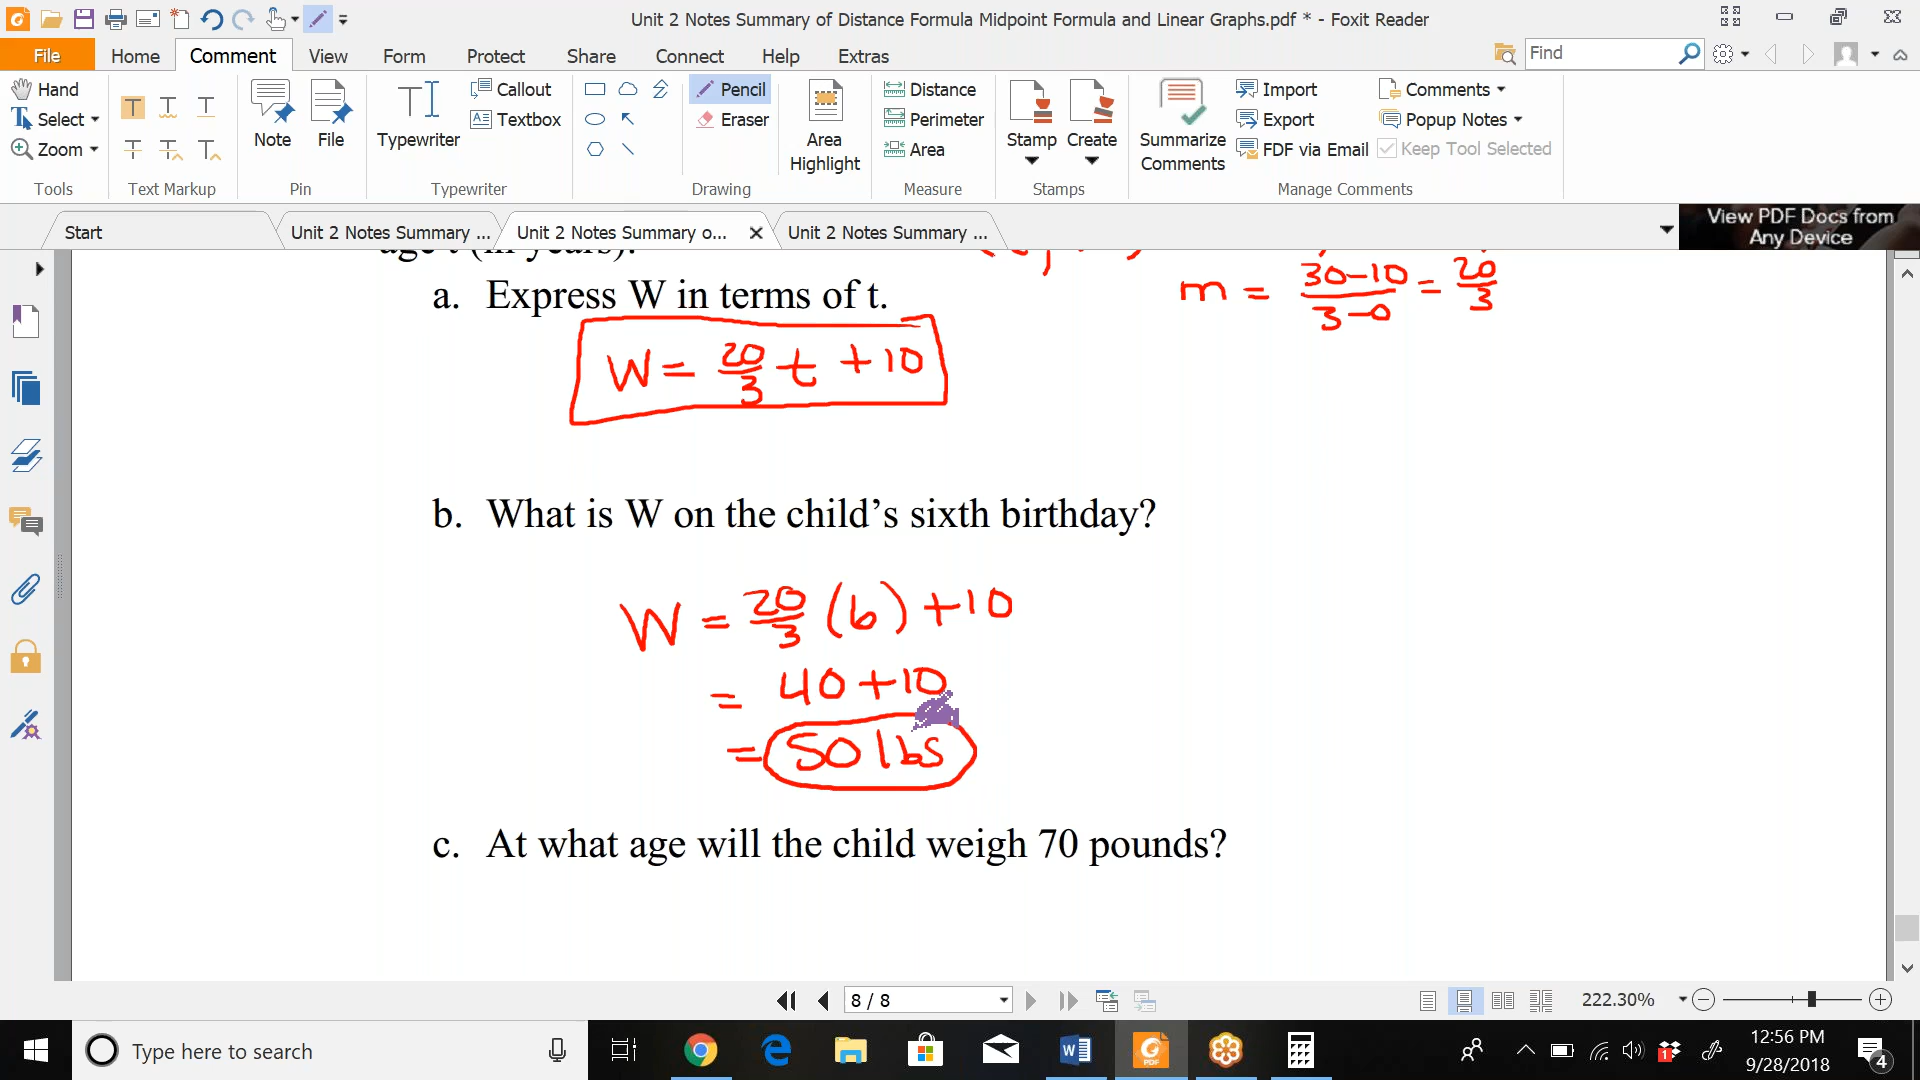 Unit 2 Notes Summary of Distance Formula Midpoint Formula and Linear Graphs.pdf * - Foxit Reader
File Home Comment View Form Protect Share Connect Help Extras
Find
Hand
Select
Zoom
Tools
Text Markup
Note
File
Pin
Typewriter
Callout
Textbox
Typewriter
Pencil
Eraser
Drawing
Area
Highlight
Distance
Perimeter
Area
Measure
Stamp
Create
Stamps
Summarize
Comments
Import
Export
FDF via Email
Comments
Popup Notes
Keep Tool Selected
Manage Comments
Start
Unit 2 Notes Summary ...
Unit 2 Notes Summary o...
Unit 2 Notes Summary ...
View PDF Docs from
Any Device
age t (in years).
m = 30-10/3-0 = 20/3
a. Express W in terms of t.
W = 20/3 t + 10
b. What is W on the child's sixth birthday?
W = 20/3 (6) + 10
= 40 + 10
= 50 lbs
c. At what age will the child weigh 70 pounds?
8 / 8
222.30%
Type here to search
12:56 PM
9/28/2018
4
1